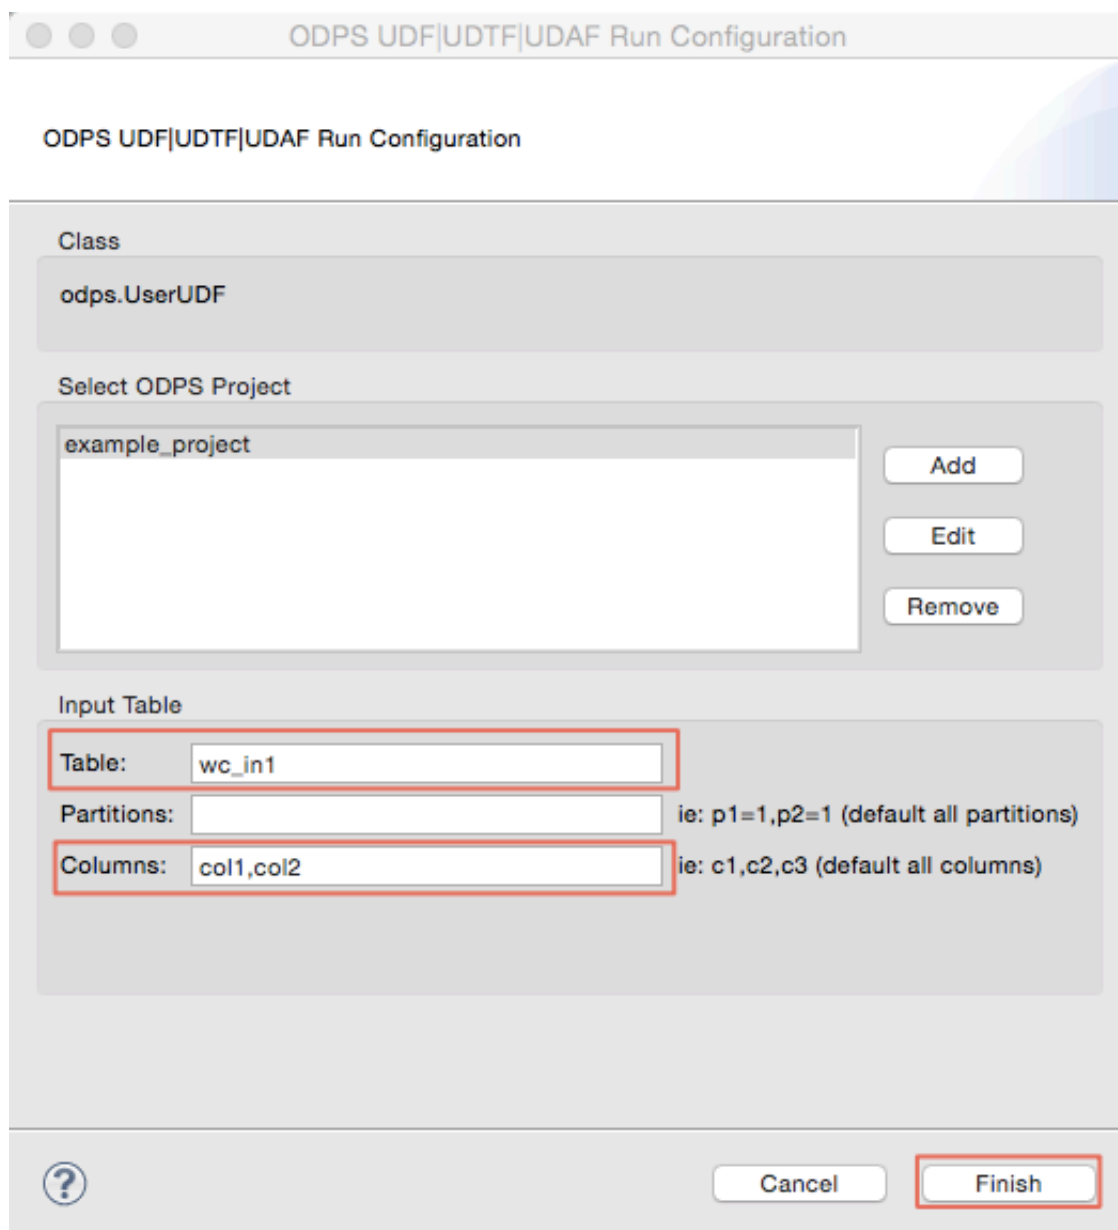 ODPS UDF|UDTF|UDAF Run Configuration
ODPS UDF|UDTF|UDAF Run Configuration
Class
odps.UserUDF
Select ODPS Project
example_project
Add
Edit
Remove
Input Table
Table: wc_in1
Partitions: ie: p1=1,p2=1 (default all partitions)
Columns: col1,col2 ie: c1,c2,c3 (default all columns)
? Cancel Finish